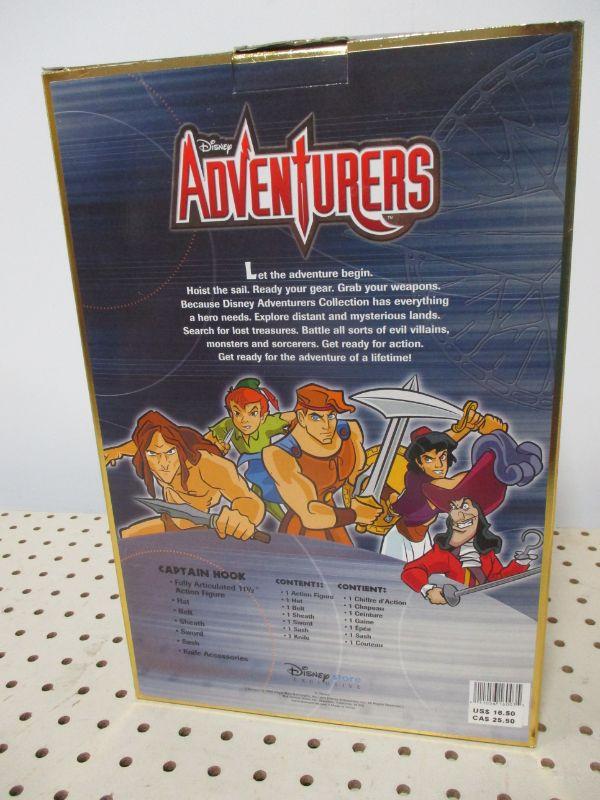 Disney
ADVENTURERS
TM
Let the adventure begin.
Hoist the sail. Ready your gear. Grab your weapons.
Because Disney Adventurers Collection has everything
a hero needs. Explore distant and mysterious lands.
Search for lost treasures. Battle all sorts of evil villains,
monsters and sorcerers. Get ready for action.
Get ready for the adventure of a lifetime!
CAPTAIN HOOK
• Fully Articulated 11½"
Action Figure
• Hat
• Belt
• Sheath
• Sword
• Sash
• Knife Accessories
CONTENTS:
• 1 Action Figure
• 1 Hat
• 1 Belt
• 1 Sheath
• 1 Sword
• 1 Sash
• 1 Knife
CONTIENT:
• 1 Chiffre d'Action
• 1 Chapeau
• 1 Ceinture
• 1 Gaine
• 1 Épée
• 1 Sash
• 1 Couteau
Disney store
EXCLUSIVE
US$ 16.50
CA$ 25.50